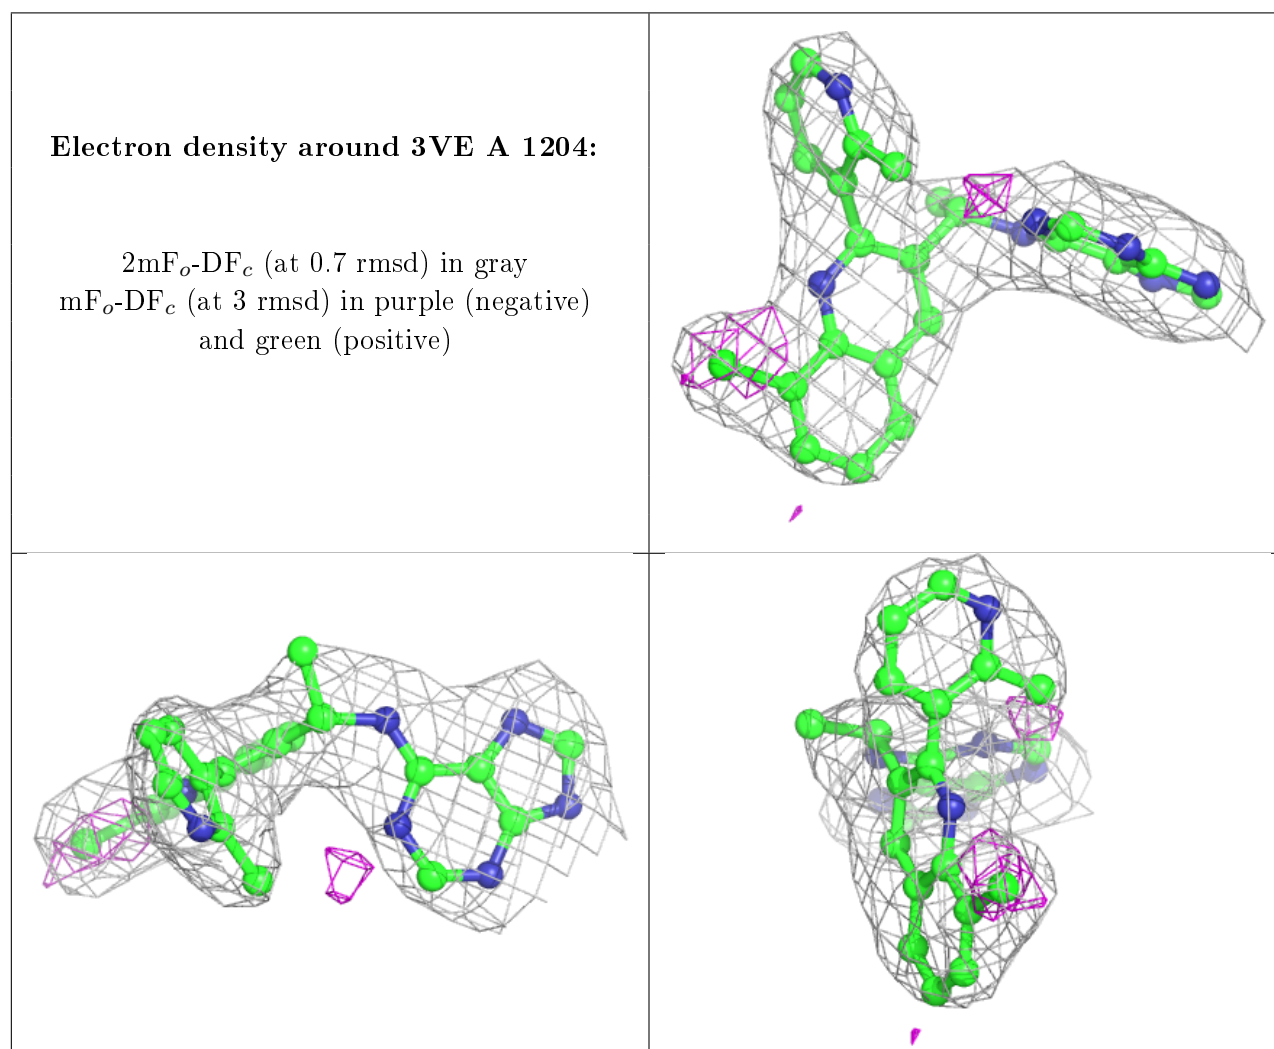 Electron density around 3VE A 1204:
2mFo-DFc (at 0.7 rmsd) in gray
mFo-DFc (at 3 rmsd) in purple (negative)
and green (positive)